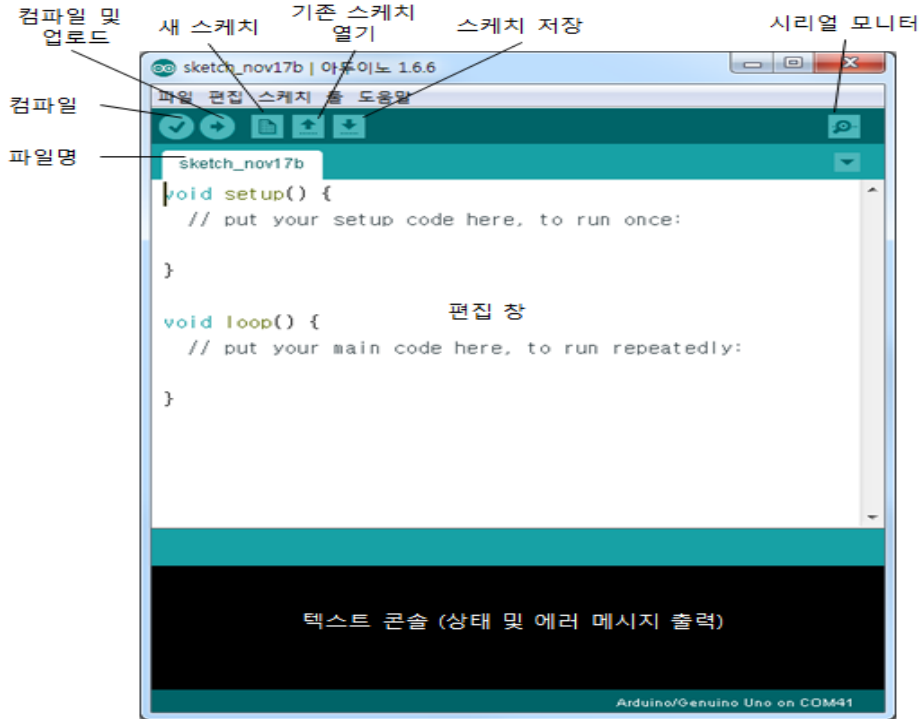 컴파일 및
업로드
새 스케치
기존 스케치
열기
스케치 저장
시리얼 모니터
sketch_nov17b | 아두이노 1.6.6
파일 편집 스케치 툴 도움말
컴파일
파일명
sketch_nov17b
void setup() {
// put your setup code here, to run once:
}
편집 창
void loop() {
// put your main code here, to run repeatedly:
}
텍스트 콘솔 (상태 및 에러 메시지 출력)
Arduino/Genuino Uno on COM41